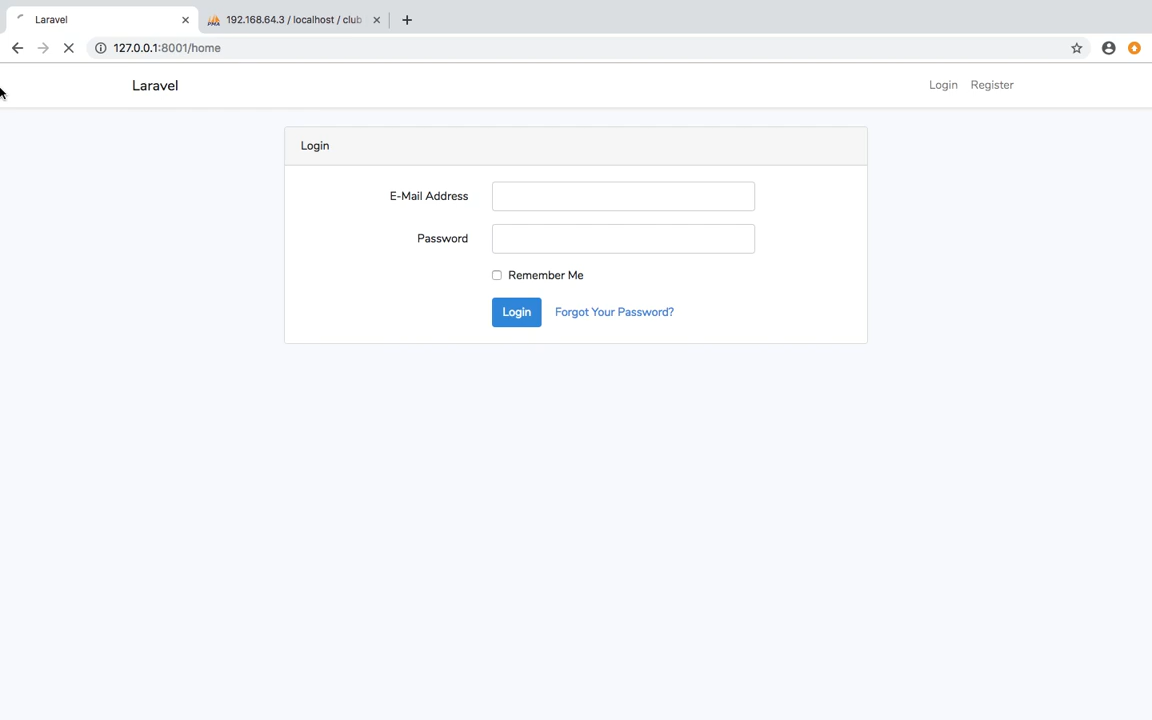 Laravel
192.168.64.3 / localhost / club
127.0.0.1:8001/home
Laravel
Login Register
Login
E-Mail Address
Password
Remember Me
Login Forgot Your Password?